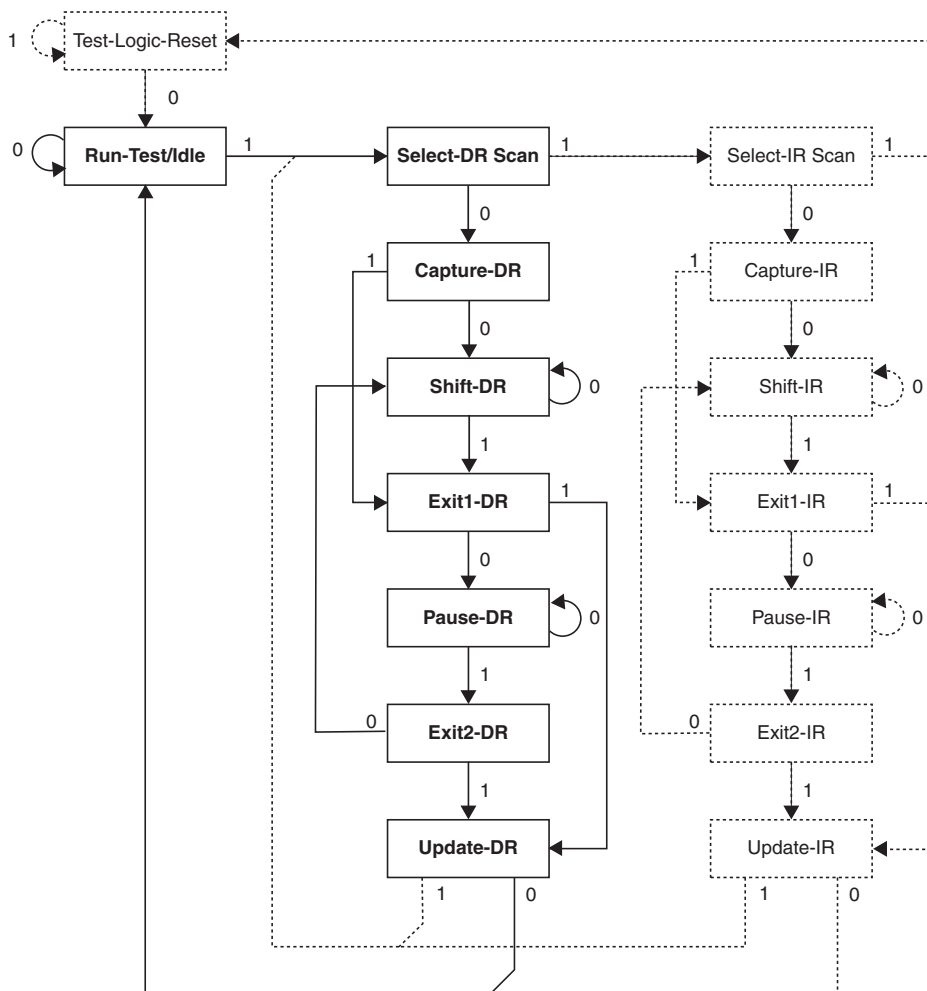 Test-Logic-Reset
1
0
0
Run-Test/Idle
1
Select-DR Scan
1
Select-IR Scan
1
0
0
1
Capture-DR
1
Capture-IR
0
0
Shift-DR
0
Shift-IR
0
1
1
Exit1-DR
1
Exit1-IR
1
0
0
Pause-DR
0
Pause-IR
0
1
1
0
Exit2-DR
0
Exit2-IR
1
1
Update-DR
Update-IR
1
0
1
0